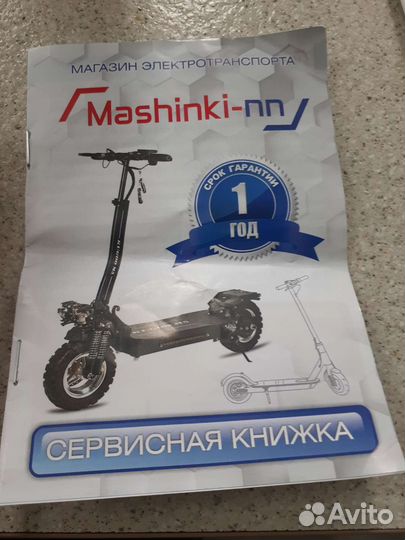 МАГАЗИН ЭЛЕКТРОТРАНСПОРТА
Mashinki-nn
СРОК ГАРАНТИИ
1
ГОД
СЕРВИСНАЯ КНИЖКА
Avito